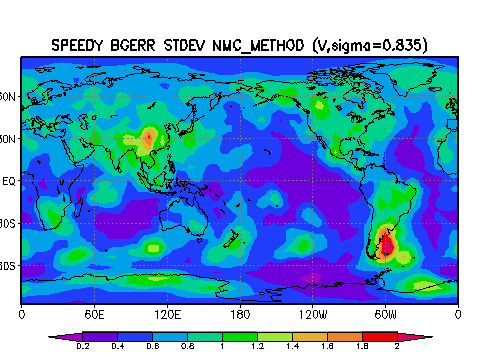 SPEEDY BGERR STDEV NMC_METHOD (V,sigma=0.835)
60N
30N
EQ
30S
60S
0 60E 120E 180 120W 60W 0
0.2 0.4 0.6 0.8 1 1.2 1.4 1.6 1.8 2